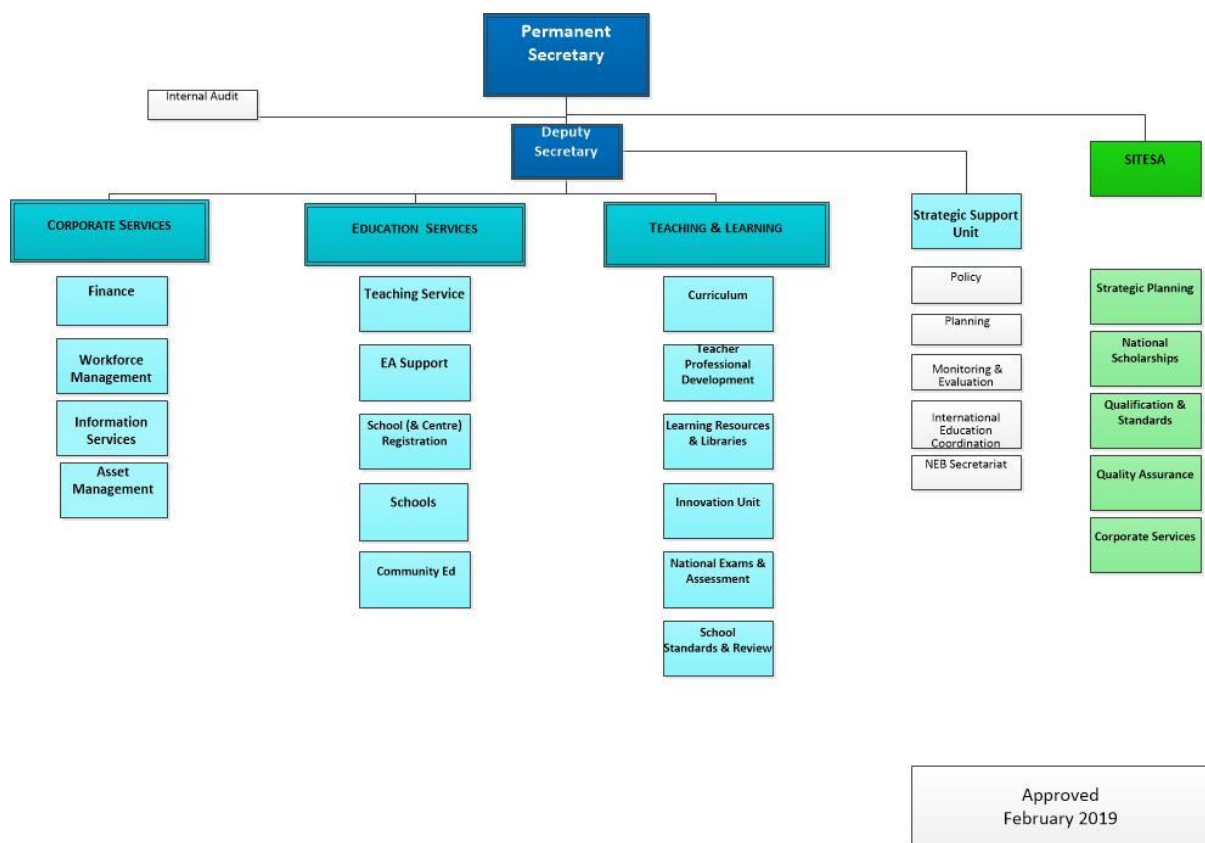 Permanent
Secretary
Internal Audit
Deputy
Secretary
SITESA
CORPORATE SERVICES
EDUCATION SERVICES
TEACHING & LEARNING
Strategic Support
Unit
Finance
Workforce
Management
Information
Services
Asset
Management
Teaching Service
EA Support
School (& Centre)
Registration
Schools
Community Ed
Curriculum
Teacher
Professional
Development
Learning Resources
& Libraries
Innovation Unit
National Exams &
Assessment
School
Standards & Review
Policy
Planning
Monitoring &
Evaluation
International
Education
Coordination
NEB Secretariat
Strategic Planning
National
Scholarships
Qualification &
Standards
Quality Assurance
Corporate Services
Approved
February 2019